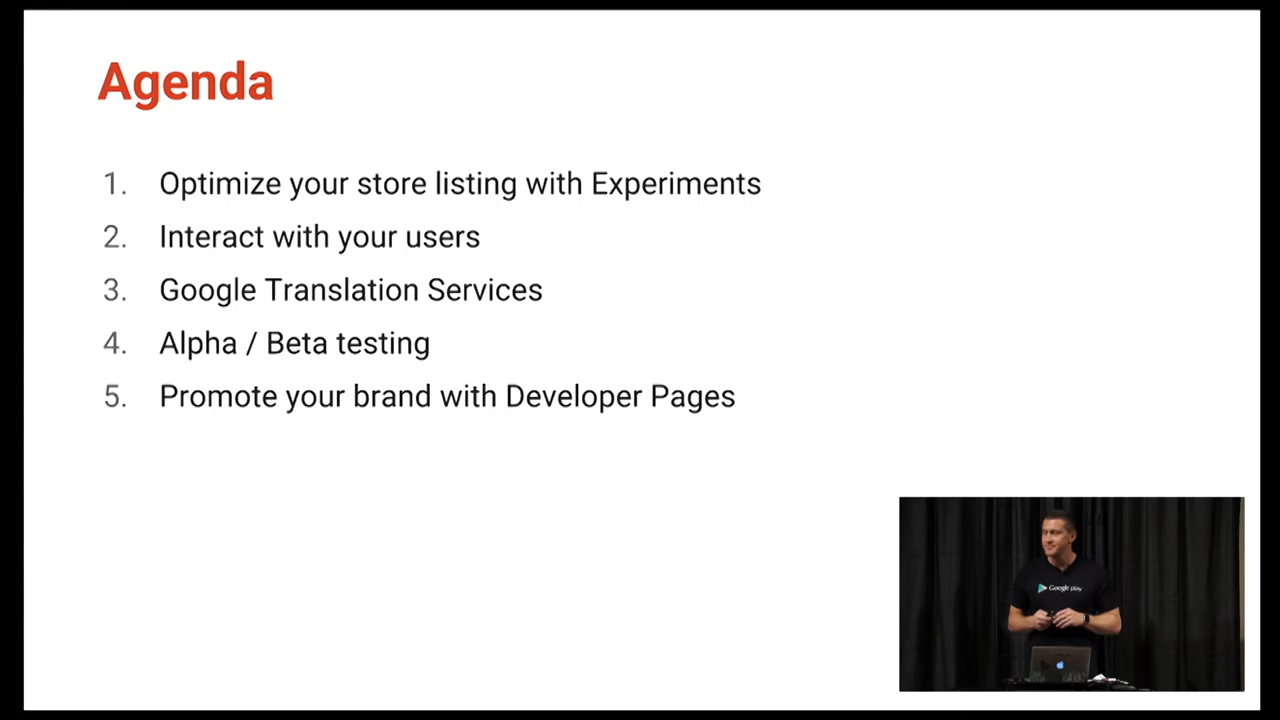 Agenda
1. Optimize your store listing with Experiments
2. Interact with your users
3. Google Translation Services
4. Alpha / Beta testing
5. Promote your brand with Developer Pages
Google play